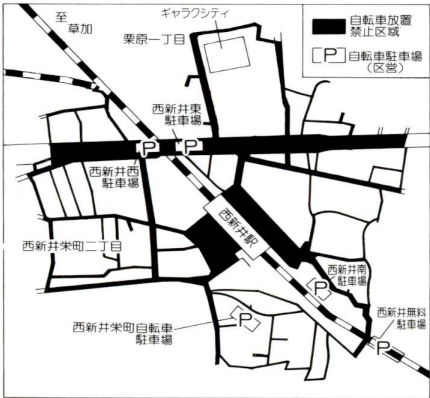 至
草加
ギャラクシティ
栗原一丁目
自転車放置
禁止区域
P 自転車駐車場
(区営)
西新井東
駐車場
P
P
西新井西
駐車場
西新井駅
西新井栄町二丁目
西新井南
駐車場
P
西新井栄町自転車
駐車場
P
西新井無料
駐車場
P